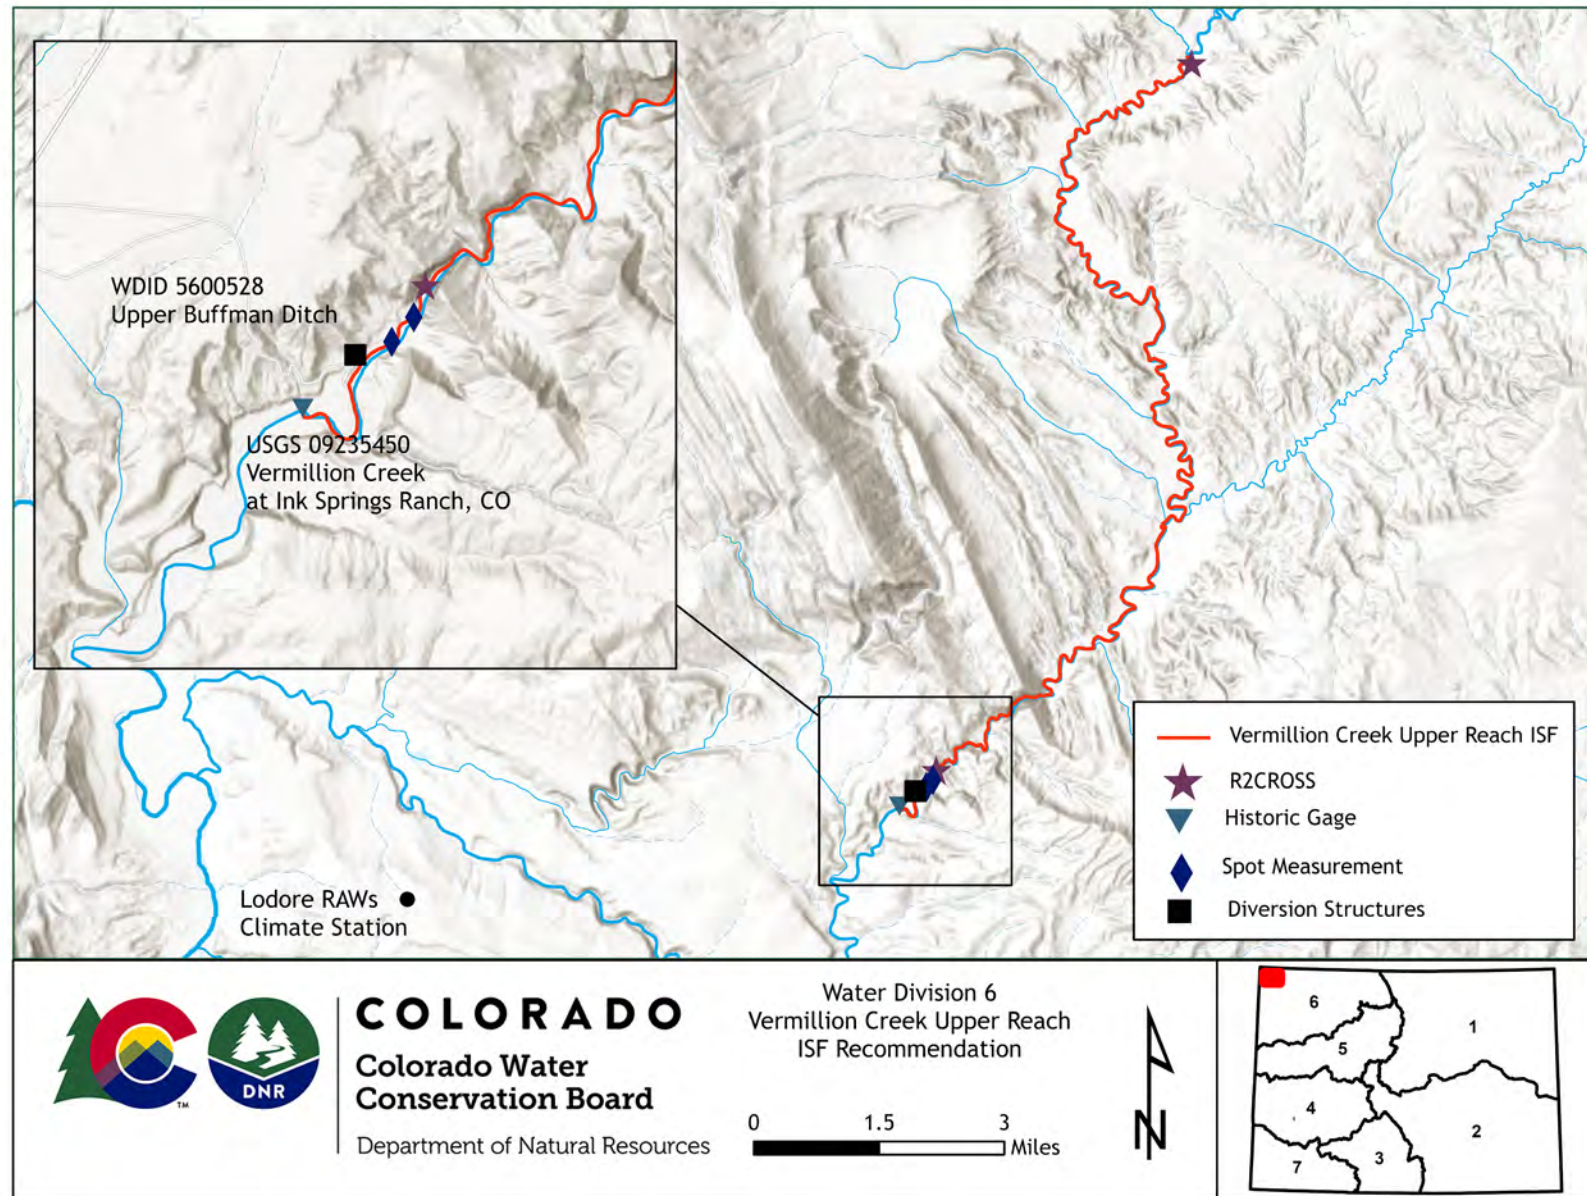 WDID 5600528
Upper Buffman Ditch
USGS 09235450
Vermillion Creek
at Ink Springs Ranch, CO
Lodore RAWs
Climate Station
Vermillion Creek Upper Reach ISF
R2CROSS
Historic Gage
Spot Measurement
Diversion Structures
C
TM
DNR
COLORADO
Colorado Water
Conservation Board
Department of Natural Resources
Water Division 6
Vermillion Creek Upper Reach
ISF Recommendation
0 1.5 3
Miles
N
6
1
5
4
2
3
7